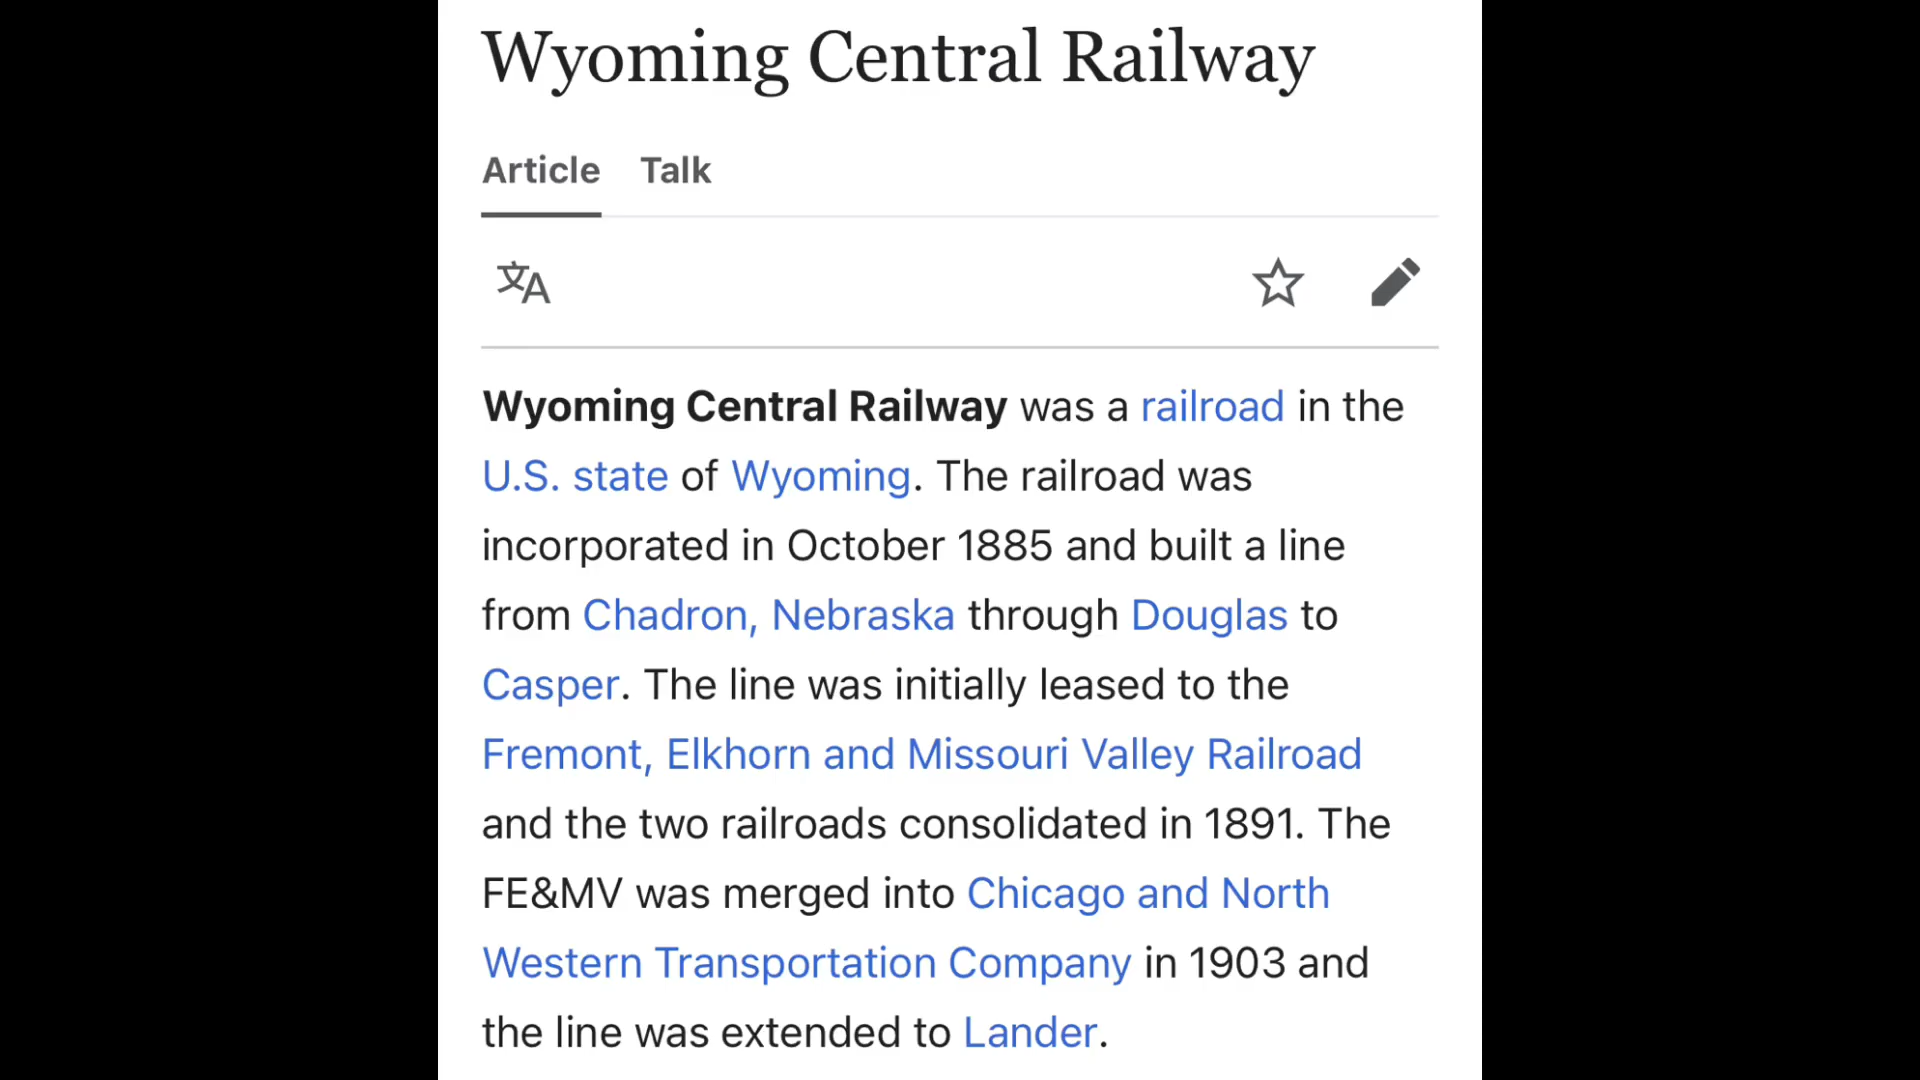 Wyoming Central Railway
Article Talk
文A
Wyoming Central Railway was a railroad in the
U.S. state of Wyoming. The railroad was
incorporated in October 1885 and built a line
from Chadron, Nebraska through Douglas to
Casper. The line was initially leased to the
Fremont, Elkhorn and Missouri Valley Railroad
and the two railroads consolidated in 1891. The
FE&MV was merged into Chicago and North
Western Transportation Company in 1903 and
the line was extended to Lander.